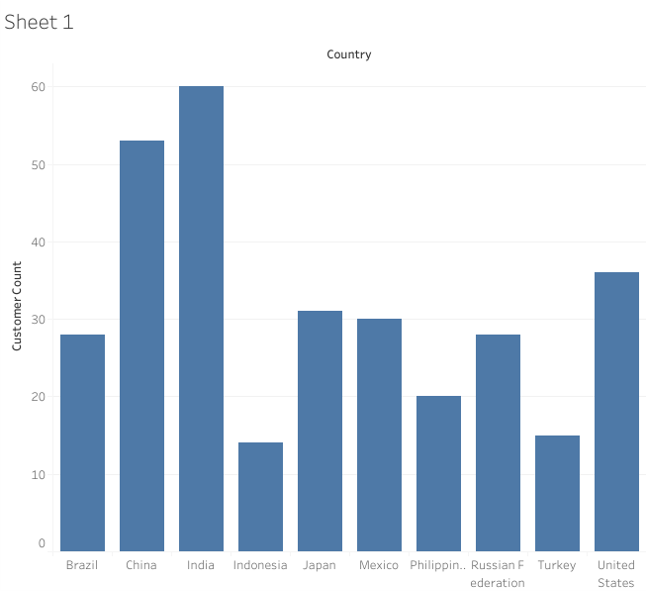 Sheet 1
Country
Customer Count
60
50
40
30
20
10
0
Brazil
China
India
Indonesia
Japan
Mexico
Philippin..
Russian F
ederation
Turkey
United
States